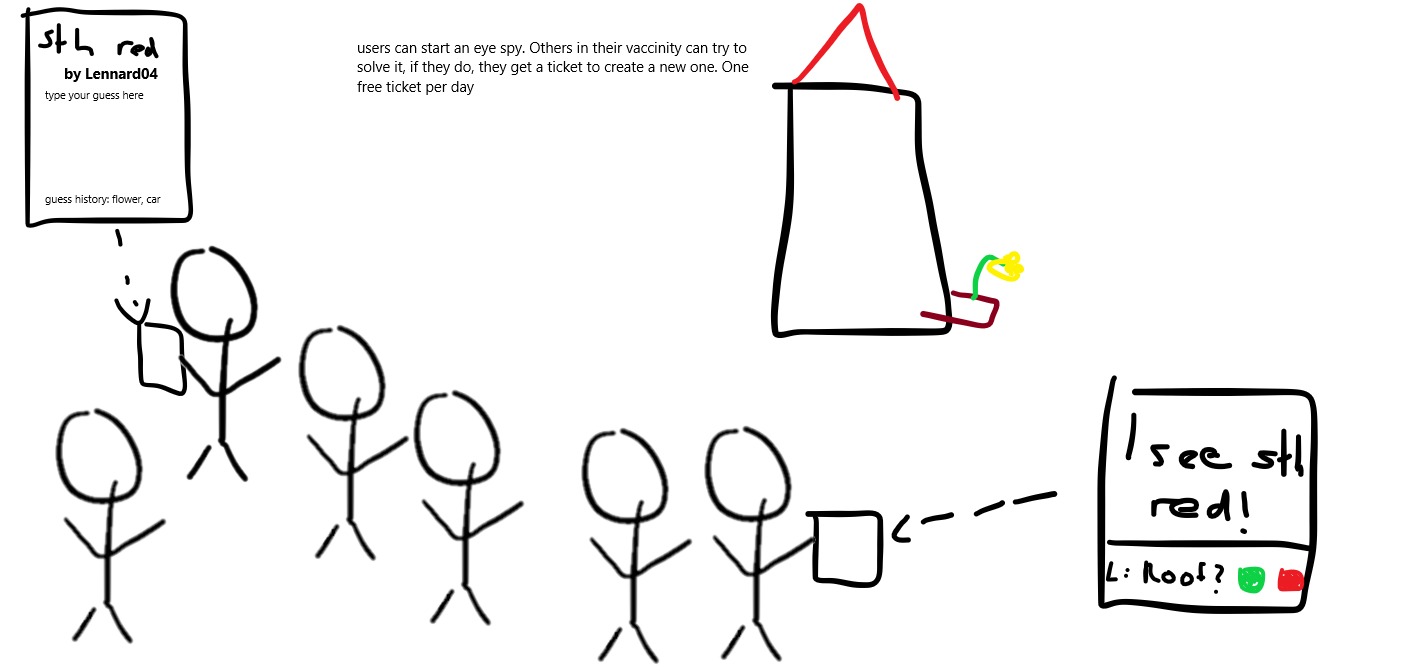 sth red
by Lennard04
type your guess here
guess history: flower, car
users can start an eye spy. Others in their vaccinity can try to
solve it, if they do, they get a ticket to create a new one. One
free ticket per day
I see sth
red!
L: Roof?